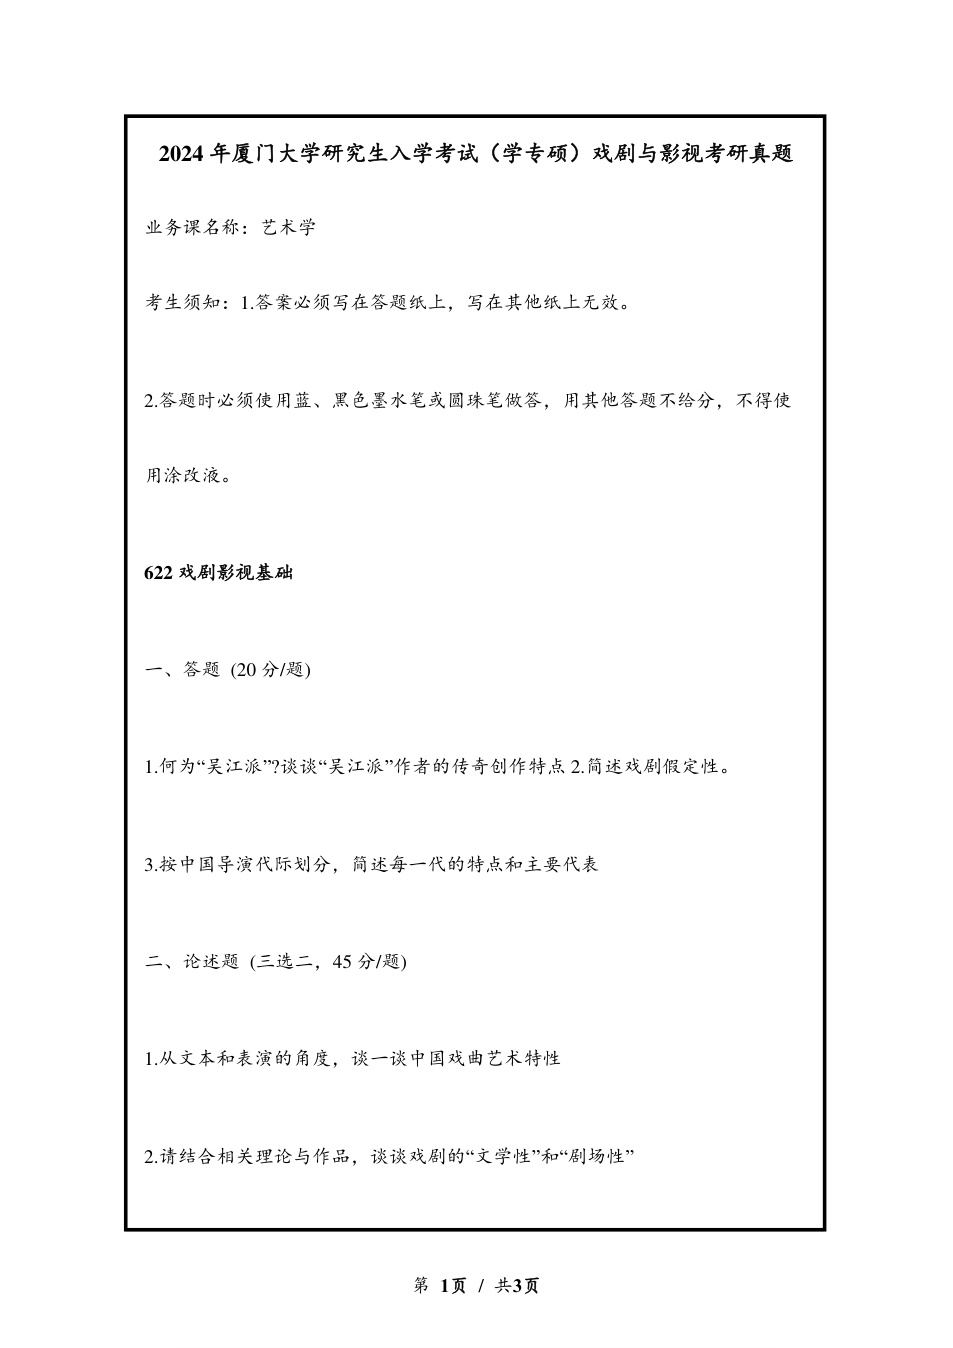 2024 年厦门大学研究生入学考试（学专硕）戏剧与影视考研真题
业务课名称：艺术学
考生须知：1.答案必须写在答题纸上，写在其他纸上无效。
2.答题时必须使用蓝、黑色墨水笔或圆珠笔做答，用其他答题不给分，不得使
用涂改液。
622 戏剧影视基础
一、答题 (20 分/题)
1.何为“吴江派”?谈谈“吴江派”作者的传奇创作特点 2.简述戏剧假定性。
3.按中国导演代际划分，简述每一代的特点和主要代表
二、论述题 (三选二，45 分/题)
1.从文本和表演的角度，谈一谈中国戏曲艺术特性
2.请结合相关理论与作品，谈谈戏剧的“文学性”和“剧场性”
第 1页 / 共3页